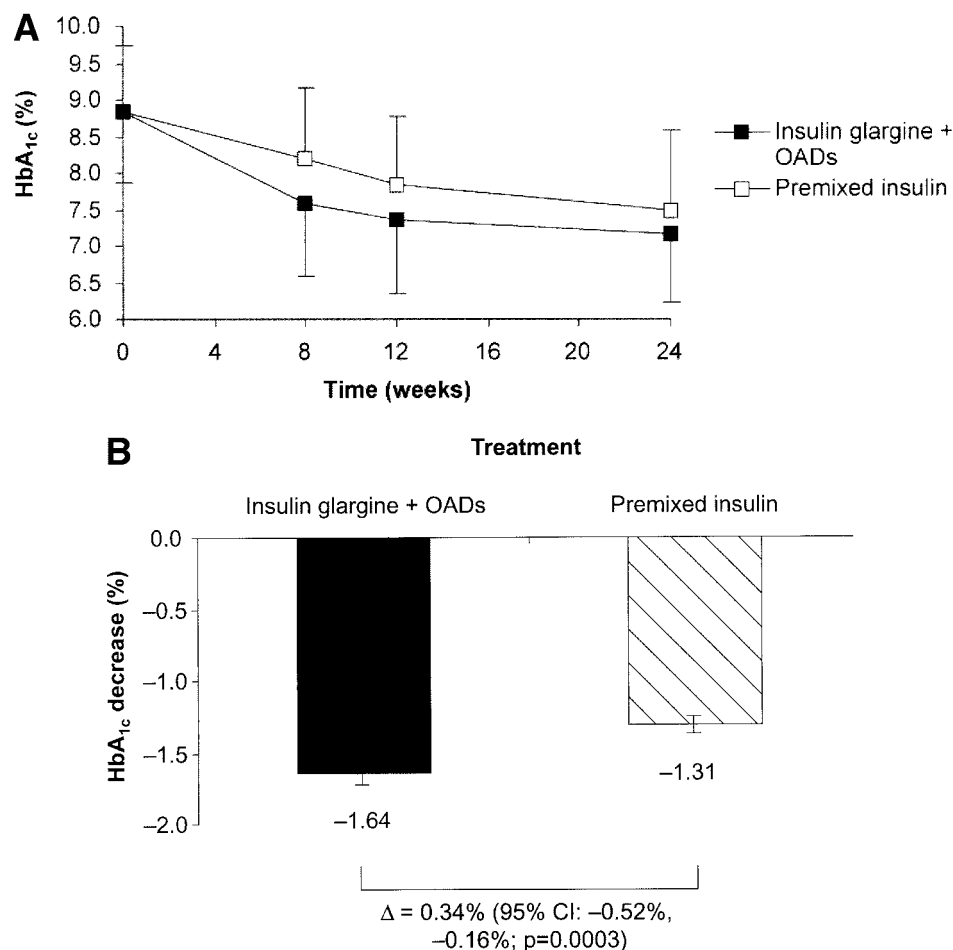 A
HbA1c (%)
10.0
9.5
9.0
8.5
8.0
7.5
7.0
6.5
6.0
0 4 8 12 16 20 24
Time (weeks)
Insulin glargine +
OADs
Premixed insulin
B
Treatment
Insulin glargine + OADs Premixed insulin
HbA1c decrease (%)
0.0
–0.5
–1.0
–1.5
–2.0
–1.64
–1.31
Δ = 0.34% (95% CI: –0.52%,
–0.16%; p=0.0003)